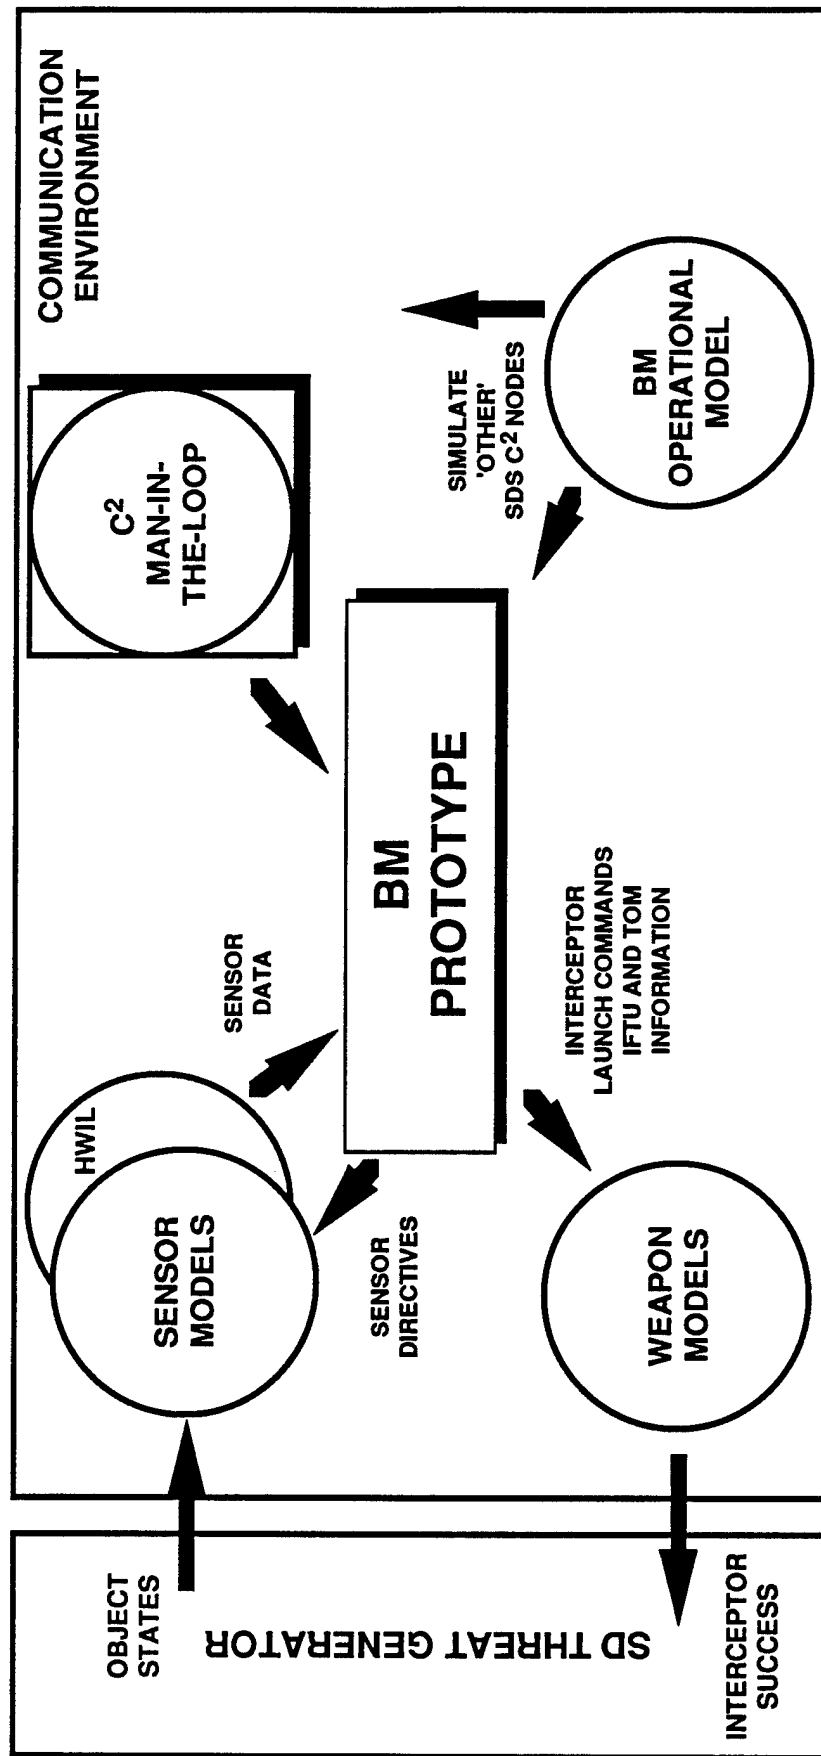 COMMUNICATION
ENVIRONMENT
OBJECT
STATES
SD THREAT GENERATOR
INTERCEPTOR
SUCCESS
HWIL
SENSOR
MODELS
SENSOR
DATA
SENSOR
DIRECTIVES
C²
MAN-IN-
THE-LOOP
BM
PROTOTYPE
SIMULATE
'OTHER'
SDS C² NODES
INTERCEPTOR
LAUNCH COMMANDS
IFTU AND TOM
INFORMATION
WEAPON
MODELS
BM
OPERATIONAL
MODEL